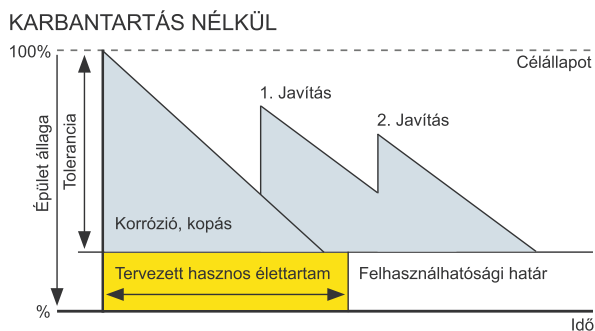 KARBANTARTÁS NÉLKÜL
100%
Célállapot
1. Javítás
2. Javítás
Épület állaga
Tolerancia
Korrózió, kopás
Tervezett hasznos élettartam
Felhasználhatósági határ
%
Idő